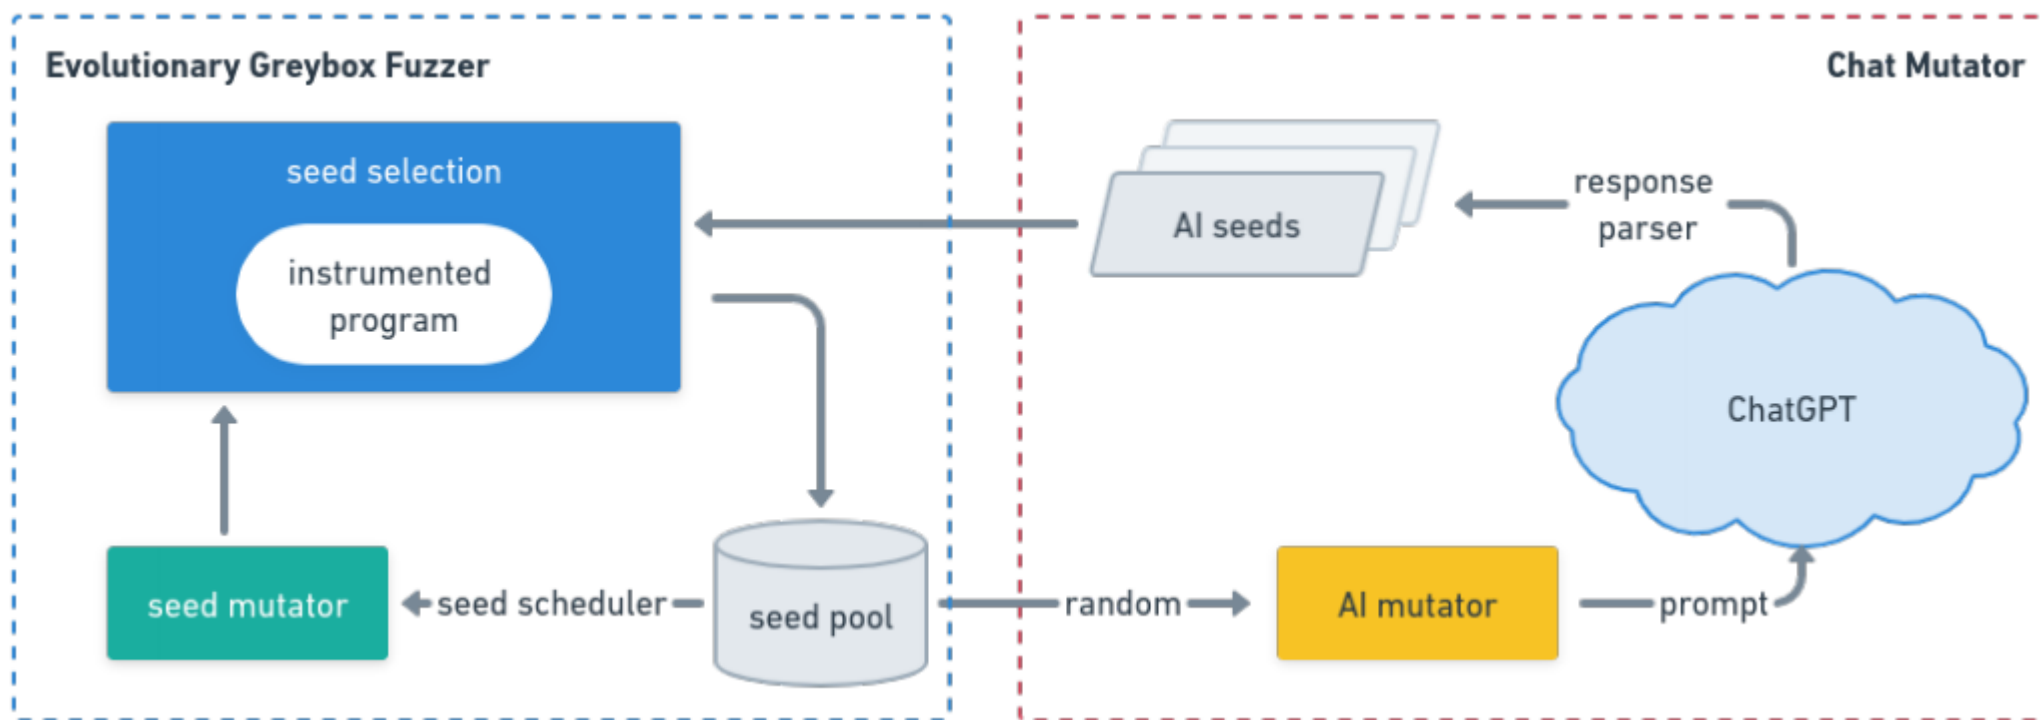 Evolutionary Greybox Fuzzer
seed selection
instrumented
program
seed mutator
seed scheduler
seed pool
Chat Mutator
AI seeds
response
parser
ChatGPT
random
AI mutator
prompt